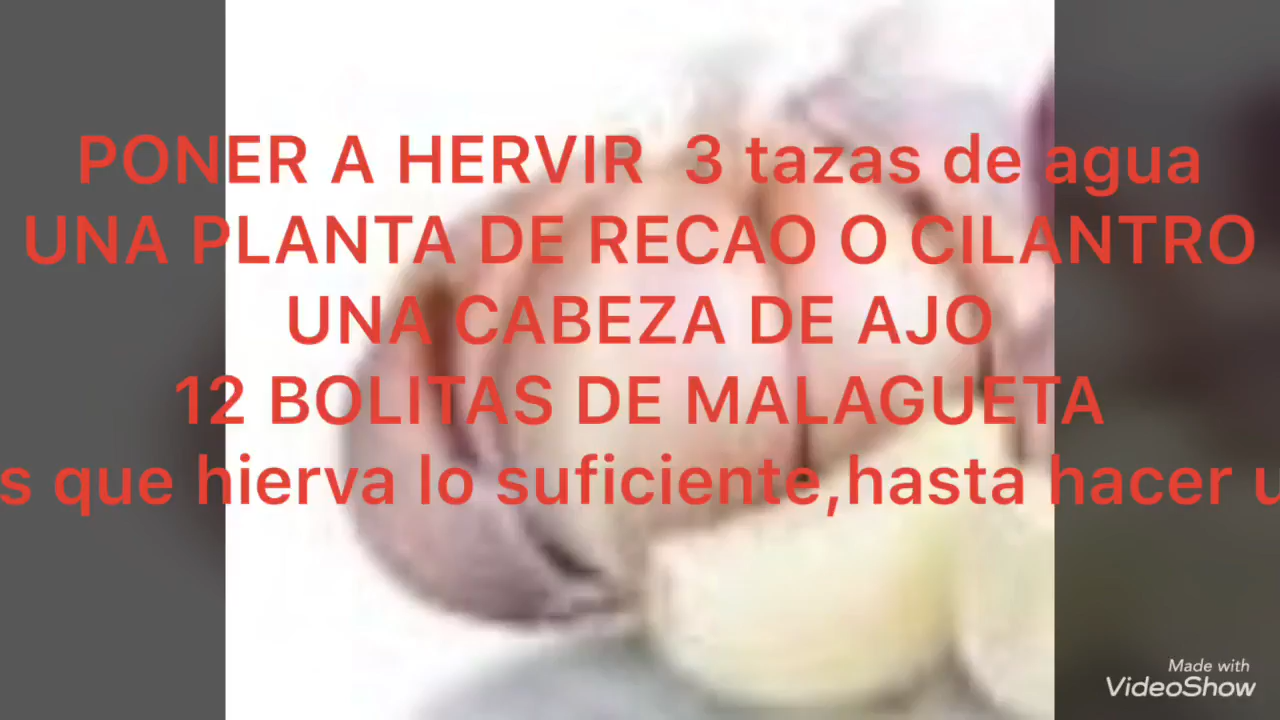 PONER A HERVIR 3 tazas de agua
UNA PLANTA DE RECAO O CILANTRO
UNA CABEZA DE AJO
12 BOLITAS DE MALAGUETA
que hierva lo suficiente,hasta hacer
Made with
VideoShow